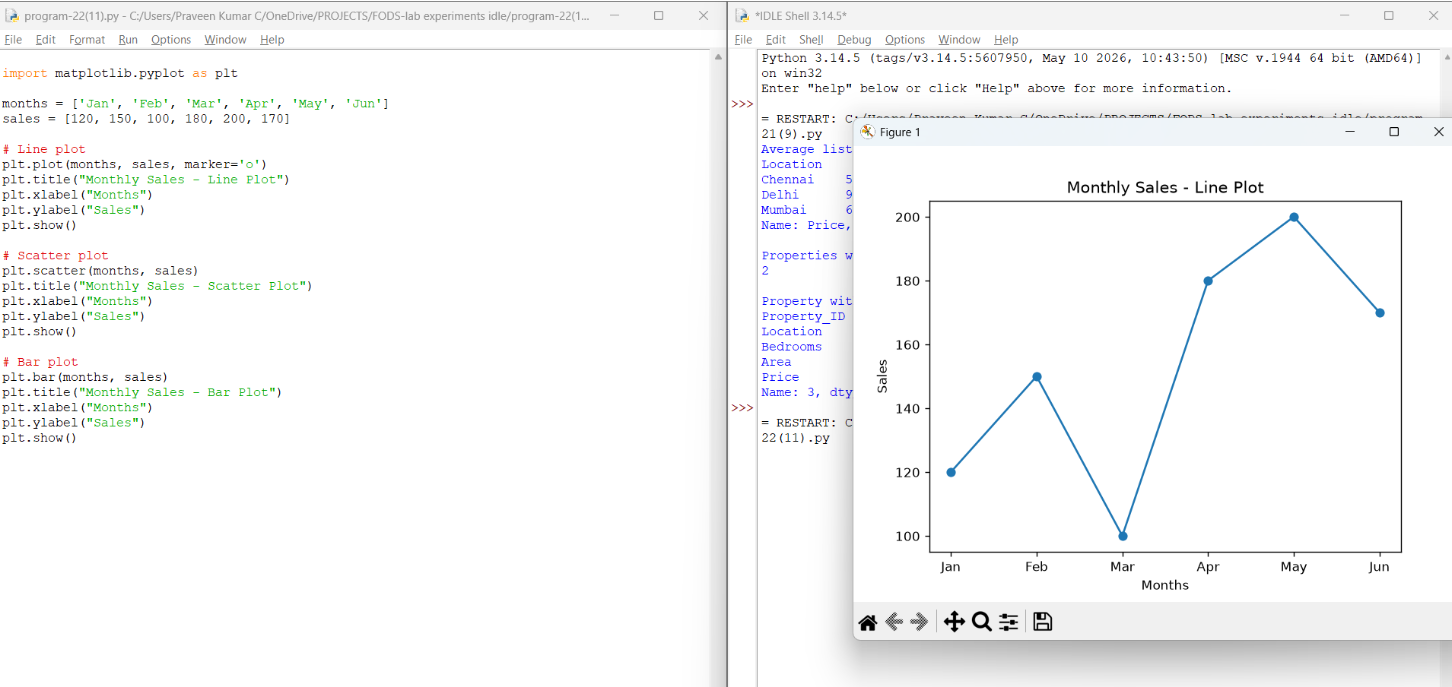 program-22(11).py - C:/Users/Praveen Kumar C/OneDrive/PROJECTS/FODS-lab experiments idle/program-22(1...
File Edit Format Run Options Window Help
import matplotlib.pyplot as plt
months = ['Jan', 'Feb', 'Mar', 'Apr', 'May', 'Jun']
sales = [120, 150, 100, 180, 200, 170]
# Line plot
plt.plot(months, sales, marker='o')
plt.title("Monthly Sales - Line Plot")
plt.xlabel("Months")
plt.ylabel("Sales")
plt.show()
# Scatter plot
plt.scatter(months, sales)
plt.title("Monthly Sales - Scatter Plot")
plt.xlabel("Months")
plt.ylabel("Sales")
plt.show()
# Bar plot
plt.bar(months, sales)
plt.title("Monthly Sales - Bar Plot")
plt.xlabel("Months")
plt.ylabel("Sales")
plt.show()
*IDLE Shell 3.14.5*
File Edit Shell Debug Options Window Help
Python 3.14.5 (tags/v3.14.5:5607950, May 10 2026, 10:43:50) [MSC v.1944 64 bit (AMD64)]
on win32
Enter "help" below or click "Help" above for more information.
>>>
= RESTART: C:/Users/Praveen Kumar C/OneDrive/PROJECTS/FODS-lab experiments idle/program-
21(9).py
Average list
Location
Chennai 5
Delhi 9
Mumbai 6
Name: Price,
Properties w
2
Property wit
Property_ID
Location
Bedrooms
Area
Price
Name: 3, dty
>>>
= RESTART: C
22(11).py
Figure 1
Monthly Sales - Line Plot
200
180
160
140
120
100
Sales
Jan Feb Mar Apr May Jun
Months